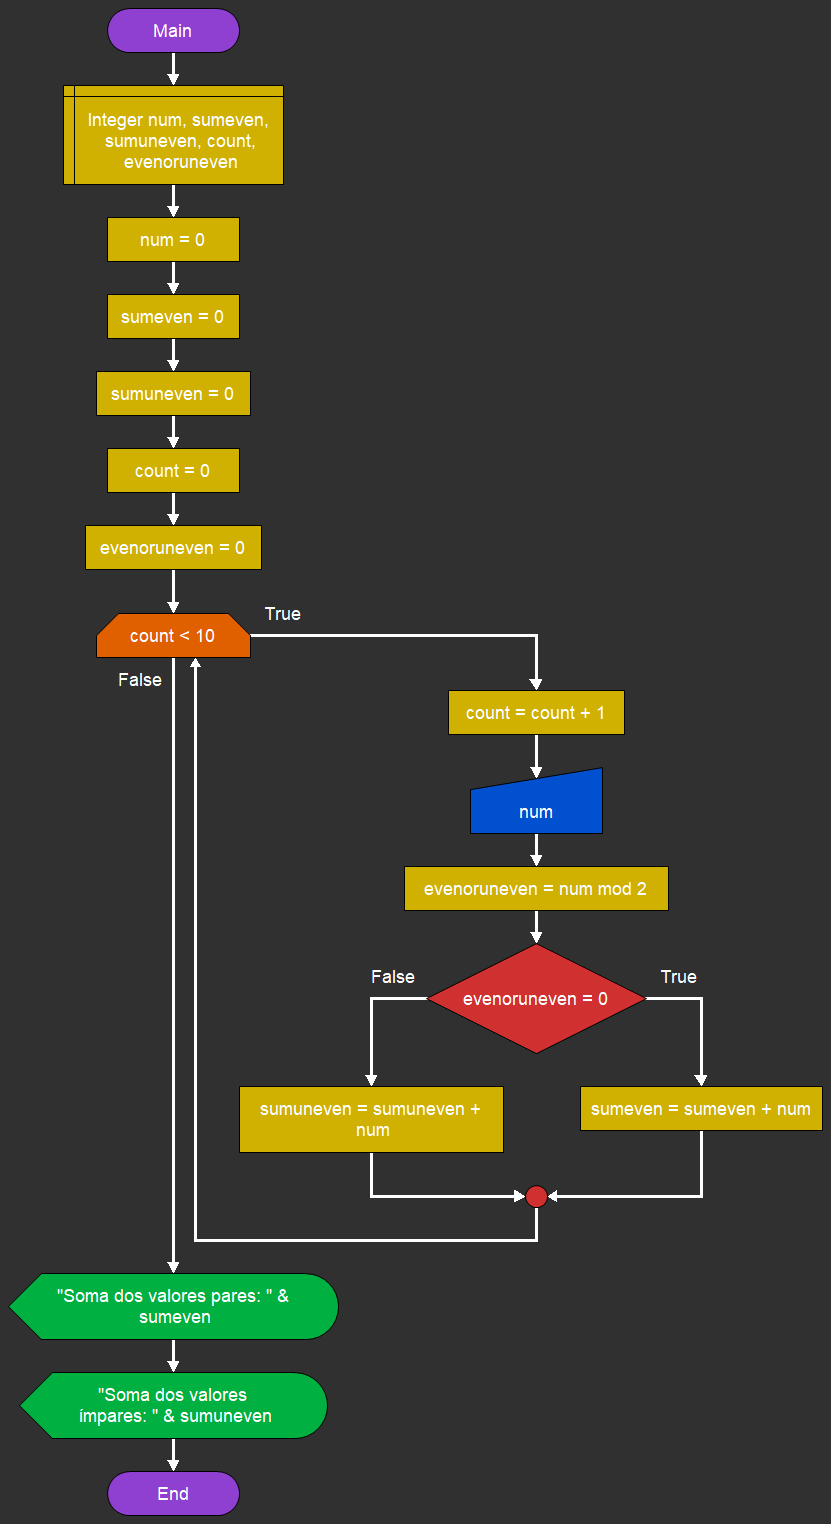 Main
Integer num, sumeven,
sumuneven, count,
evenoruneven
num = 0
sumeven = 0
sumuneven = 0
count = 0
evenoruneven = 0
count < 10
True
False
count = count + 1
num
evenoruneven = num mod 2
evenoruneven = 0
False
True
sumuneven = sumuneven +
num
sumeven = sumeven + num
"Soma dos valores pares: " &
sumeven
"Soma dos valores
ímpares: " & sumuneven
End